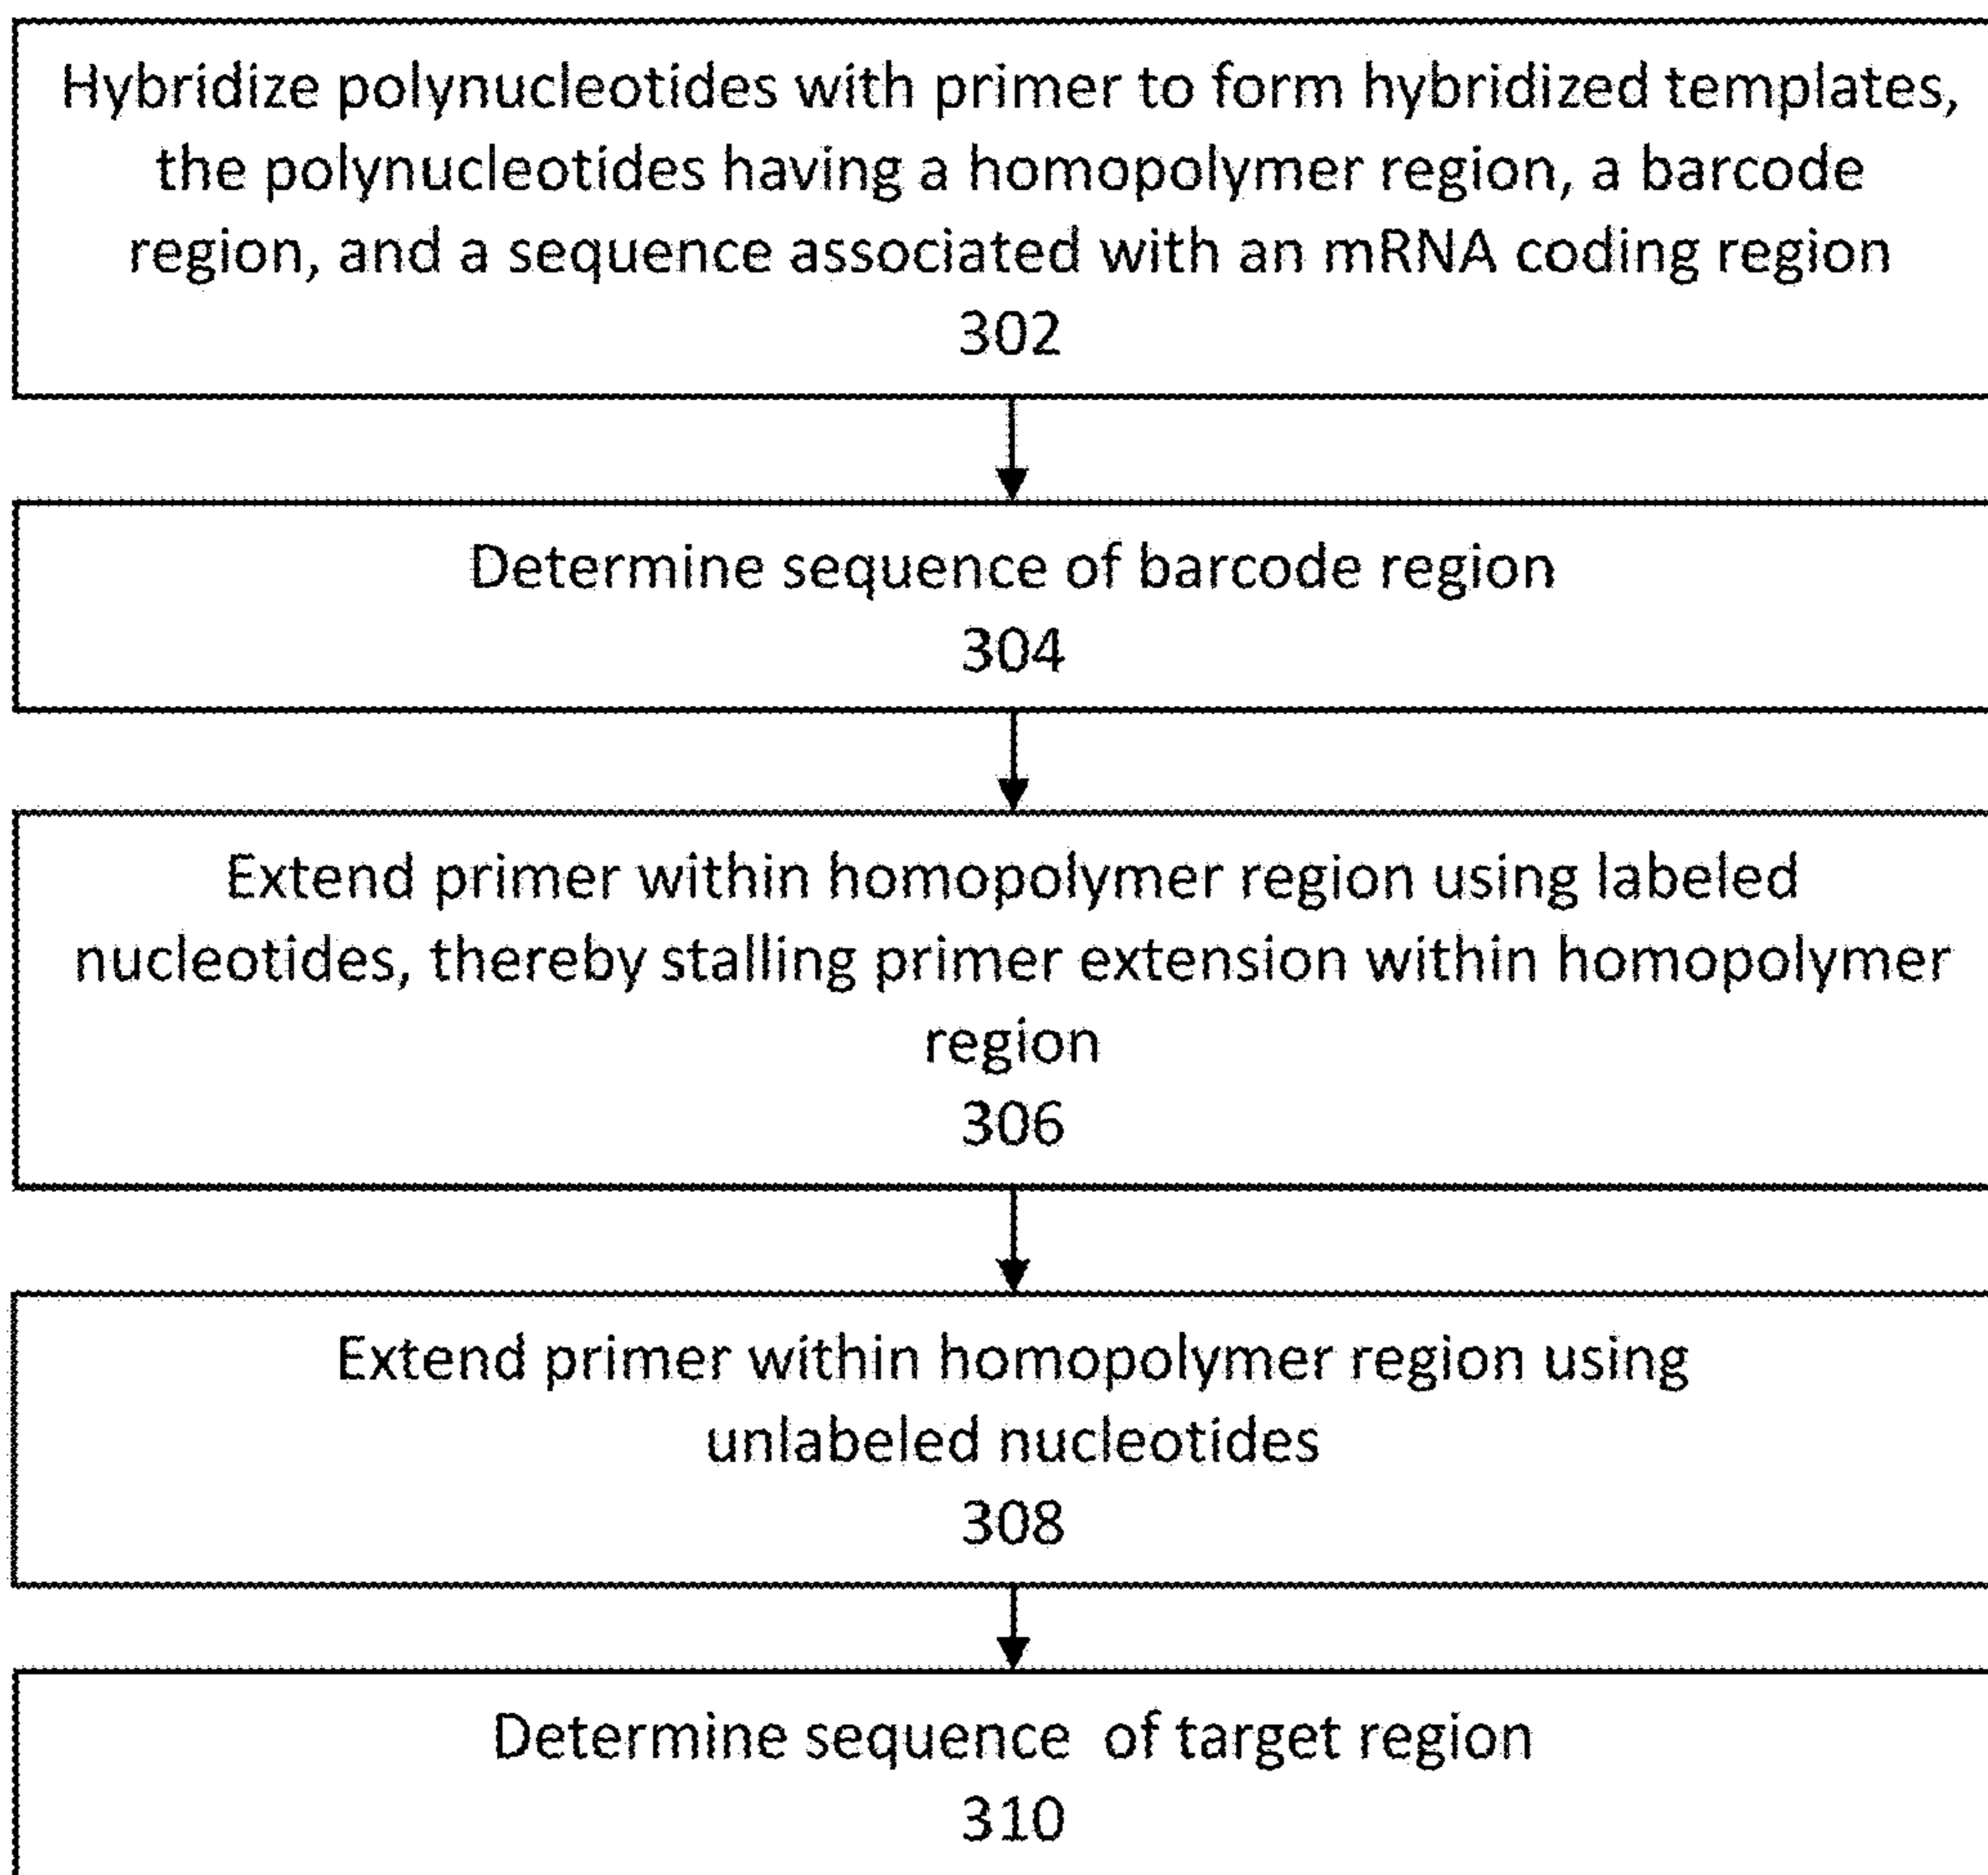 Hybridize polynucleotides with primer to form hybridized templates,
the polynucleotides having a homopolymer region, a barcode
region, and a sequence associated with an mRNA coding region
302
Determine sequence of barcode region
304
Extend primer within homopolymer region using labeled
nucleotides, thereby stalling primer extension within homopolymer
region
306
Extend primer within homopolymer region using
unlabeled nucleotides
308
Determine sequence of target region
310